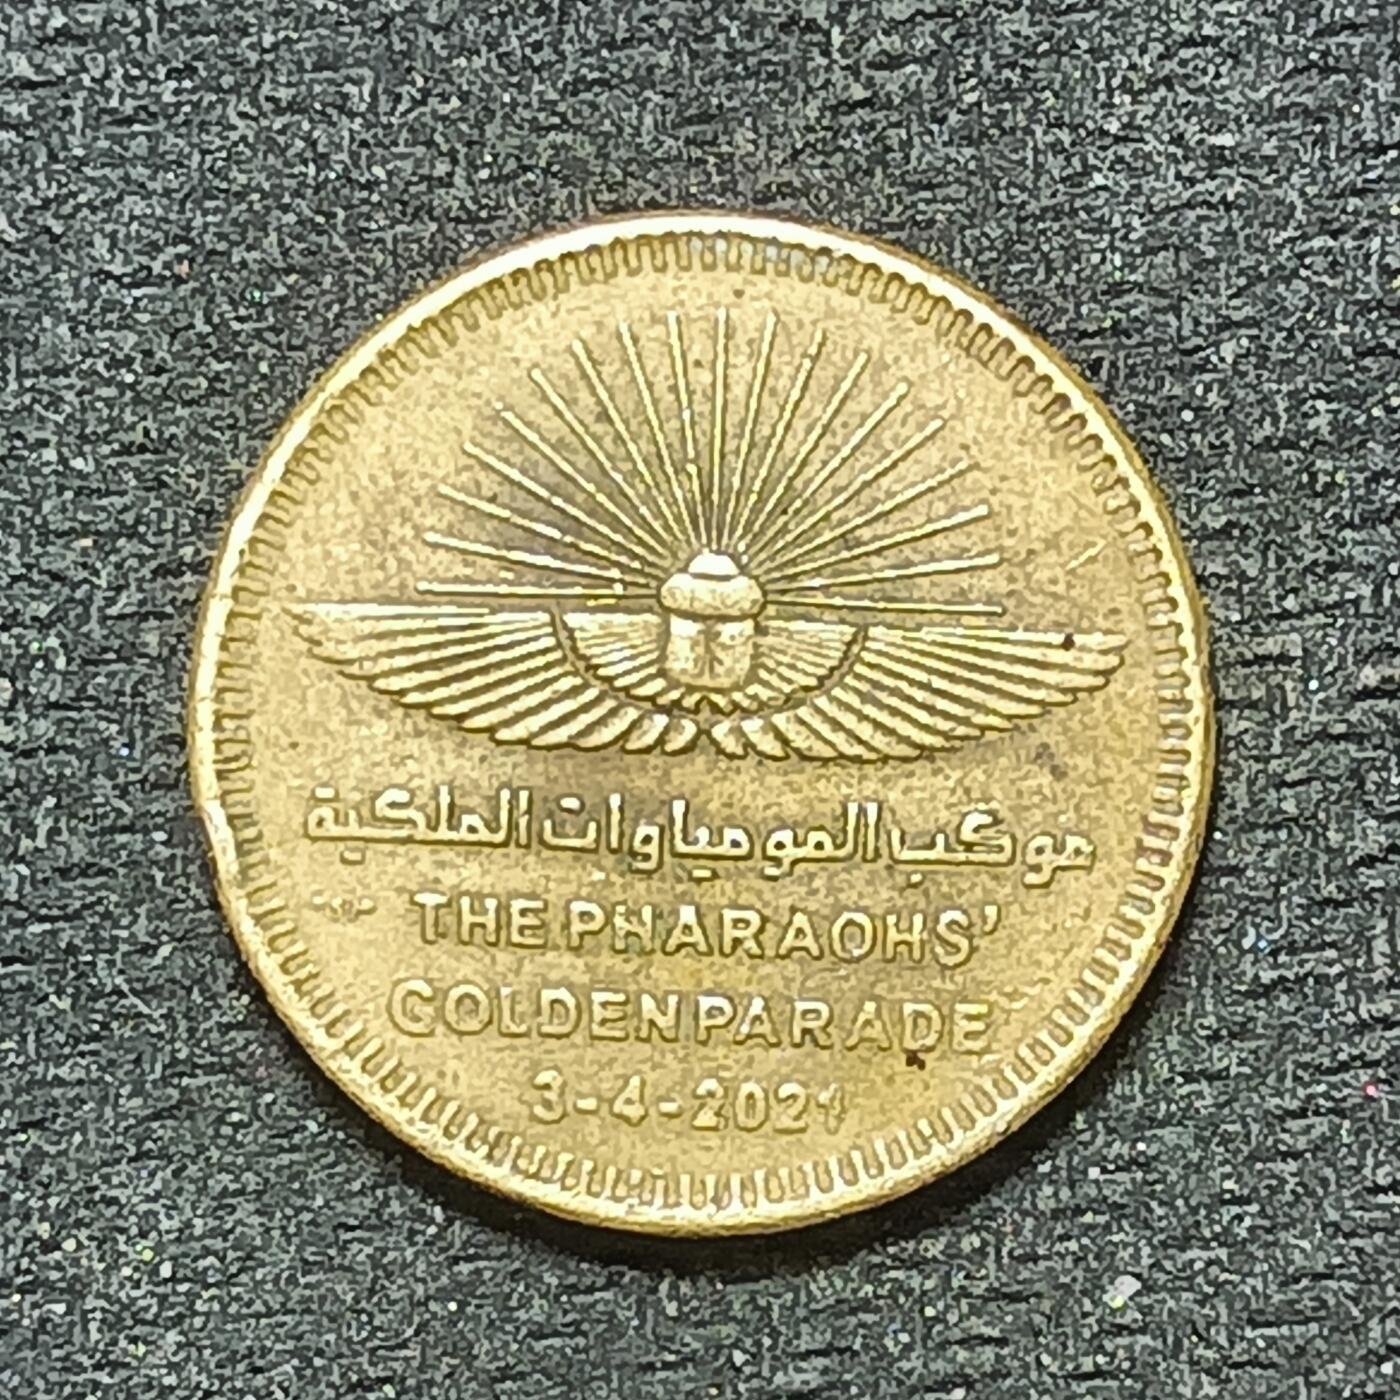 موكب المومياوات الملكية
THE PHARAOHS'
GOLDEN PARADE
3-4-2021